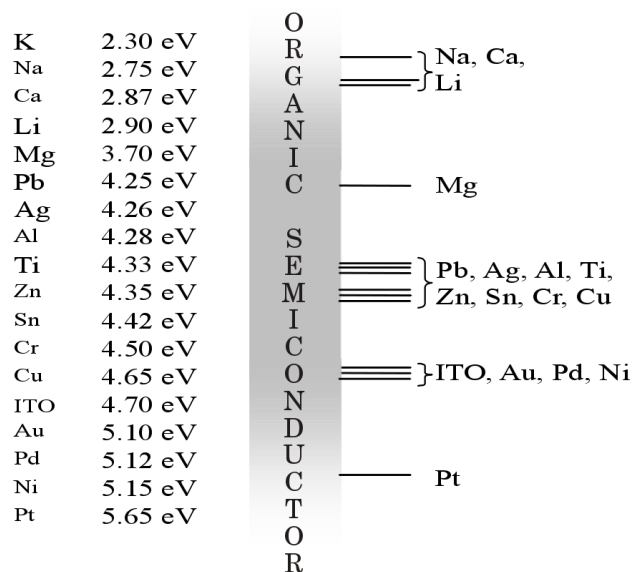 K 2.30 eV
Na 2.75 eV
Ca 2.87 eV
Li 2.90 eV
Mg 3.70 eV
Pb 4.25 eV
Ag 4.26 eV
Al 4.28 eV
Ti 4.33 eV
Zn 4.35 eV
Sn 4.42 eV
Cr 4.50 eV
Cu 4.65 eV
ITO 4.70 eV
Au 5.10 eV
Pd 5.12 eV
Ni 5.15 eV
Pt 5.65 eV
ORGANIC SEMICONDUCTOR
Na, Ca,
Li
Mg
Pb, Ag, Al, Ti,
Zn, Sn, Cr, Cu
ITO, Au, Pd, Ni
Pt